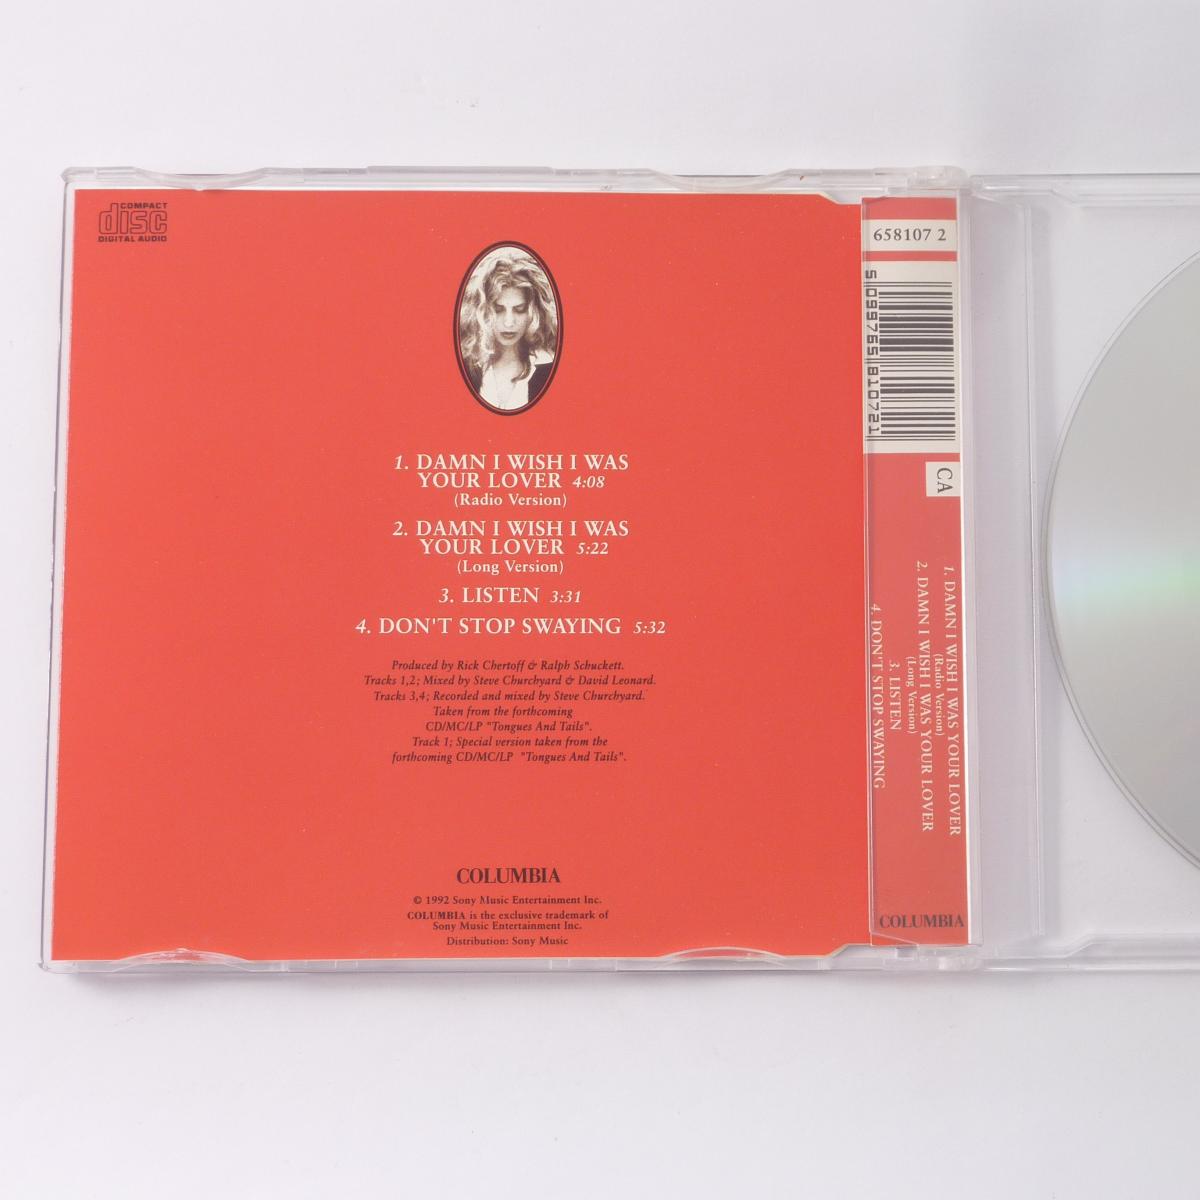 COMPACT
disc
DIGITAL AUDIO
1. DAMN I WISH I WAS
YOUR LOVER 4:08
(Radio Version)
2. DAMN I WISH I WAS
YOUR LOVER 5:22
(Long Version)
3. LISTEN 3:31
4. DON'T STOP SWAYING 5:32
Produced by Rick Chertoff & Ralph Schuckett.
Tracks 1,2; Mixed by Steve Churchyard & David Leonard.
Tracks 3,4; Recorded and mixed by Steve Churchyard.
Taken from the forthcoming
CD/MC/LP "Tongues And Tails".
Track 1; Special version taken from the
forthcoming CD/MC/LP "Tongues And Tails".
COLUMBIA
© 1992 Sony Music Entertainment Inc.
COLUMBIA is the exclusive trademark of
Sony Music Entertainment Inc.
Distribution: Sony Music
658107 2
5 099765 810721
CA
1. DAMN I WISH I WAS YOUR LOVER
(Radio Version)
2. DAMN I WISH I WAS YOUR LOVER
(Long Version)
3. LISTEN
4. DON'T STOP SWAYING
COLUMBIA